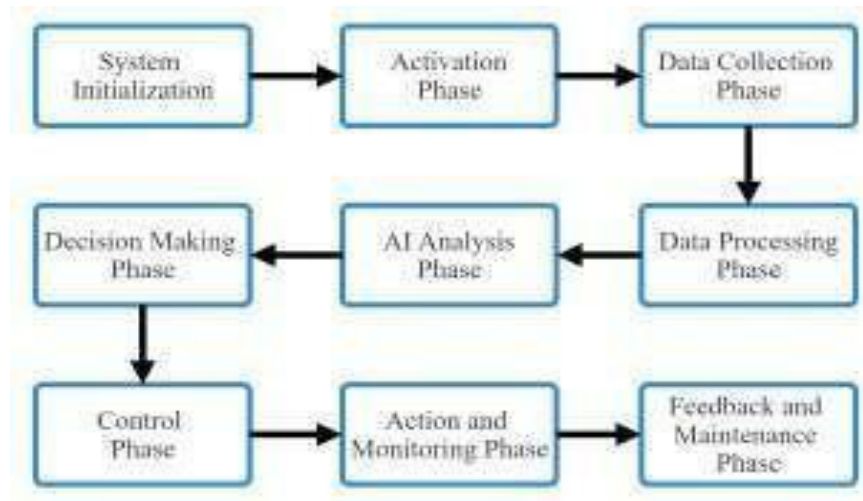 System
Initialization
Activation
Phase
Data Collection
Phase
Decision Making
Phase
AI Analysis
Phase
Data Processing
Phase
Control
Phase
Action and
Monitoring Phase
Feedback and
Maintenance
Phase